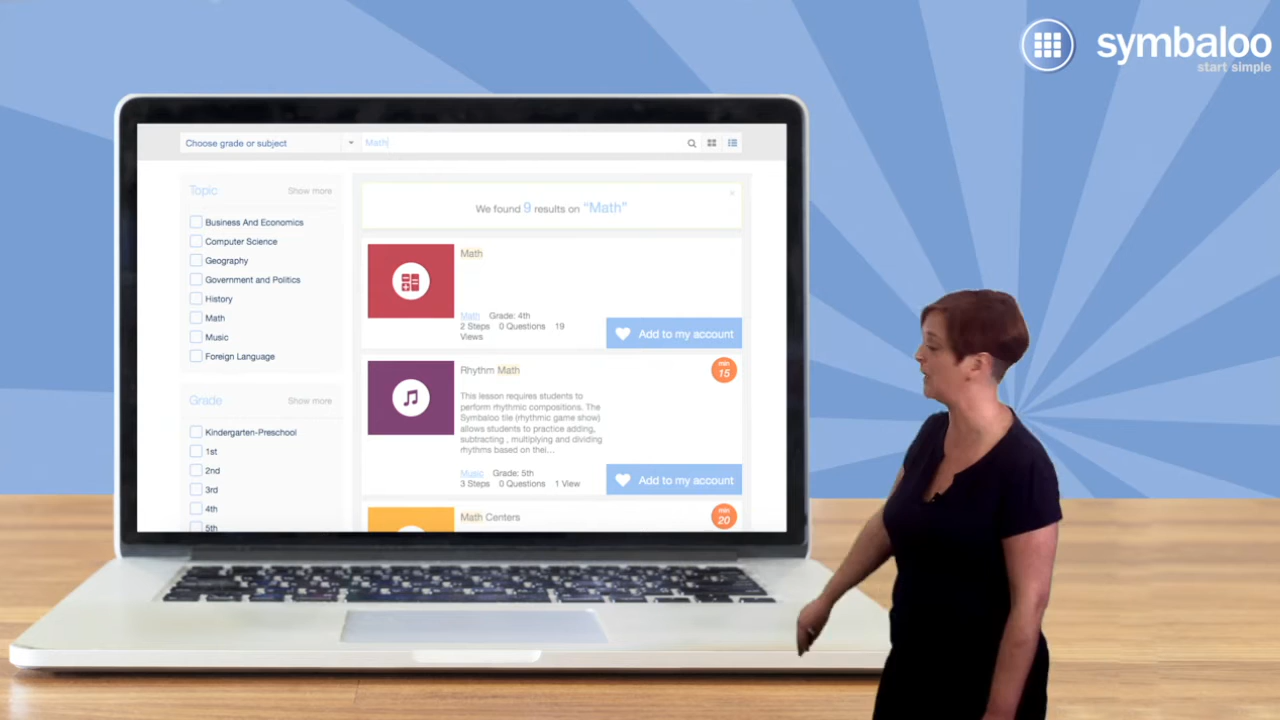 symbaloo
start simple
Choose grade or subject
Math
Topic
Show more
Business And Economics
Computer Science
Geography
Government and Politics
History
Math
Music
Foreign Language
Grade
Show more
Kindergarten-Preschool
1st
2nd
3rd
4th
5th
We found 9 results on “Math”
Math
Math Grade: 4th
2 Steps 0 Questions 19
Views
Add to my account
Rhythm Math
min
15
This lesson requires students to
perform rhythmic compositions. The
Symbaloo tile (rhythmic game show)
allows students to practice adding,
subtracting , multiplying and dividing
rhythms based on thei...
Music Grade: 5th
3 Steps 0 Questions 1 View
Add to my account
Math Centers
min
20